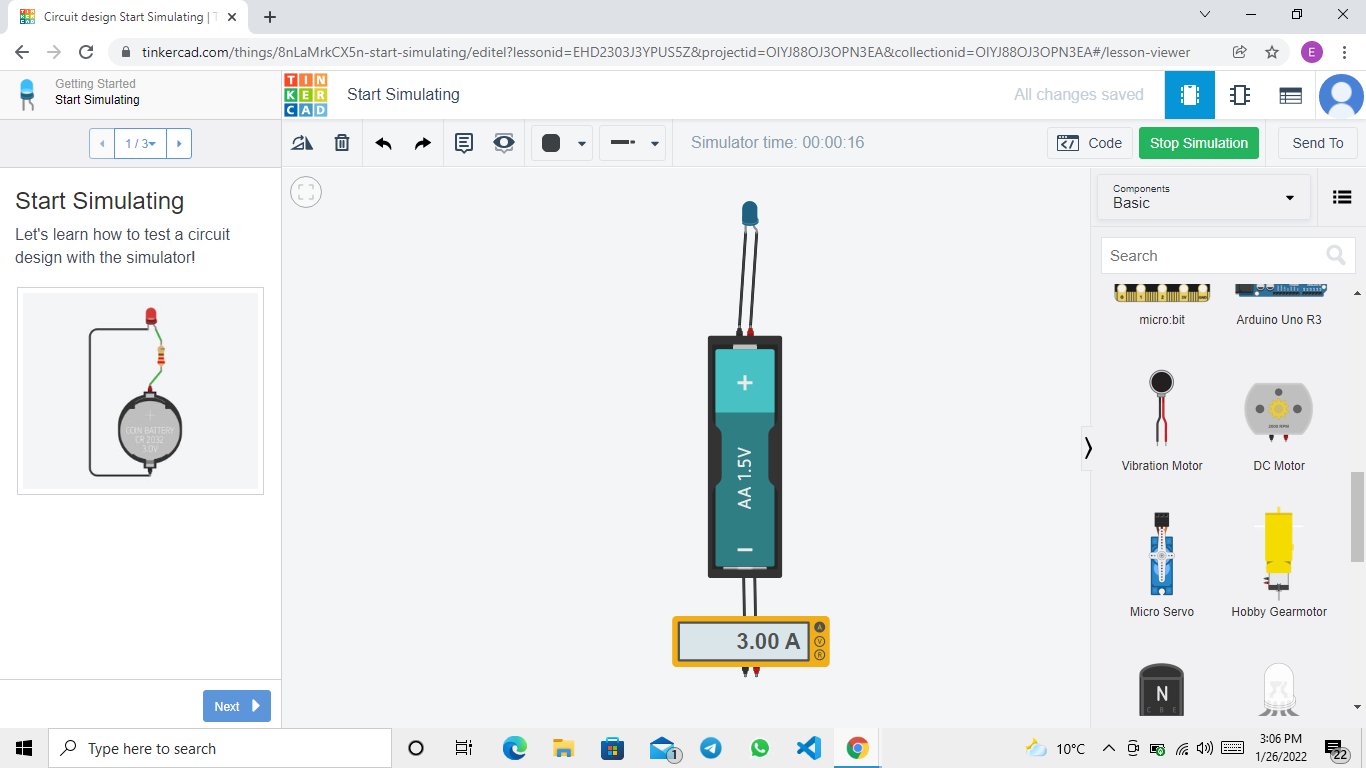 Circuit design Start Simulating | T
tinkercad.com/things/8nLaMrkCX5n-start-simulating/editel?lessonid=EHD2303J3YPUS5Z&projectid=OIYJ88OJ3OPN3EA&collectionid=OIYJ88OJ3OPN3EA#/lesson-viewer
E
Getting Started
Start Simulating
TIN
KER
CAD
Start Simulating
All changes saved
1 / 3
Simulator time: 00:00:16
Code
Stop Simulation
Send To
Start Simulating
Let's learn how to test a circuit
design with the simulator!
COIN BATTERY
CR 2032
3.0V
+
AA 1.5V
−
3.00 A
A
V
R
Components
Basic
Search
micro:bit
Arduino Uno R3
Vibration Motor
DC Motor
Micro Servo
Hobby Gearmotor
N
C B E
Next
Type here to search
1
10°C
3:06 PM
1/26/2022
22